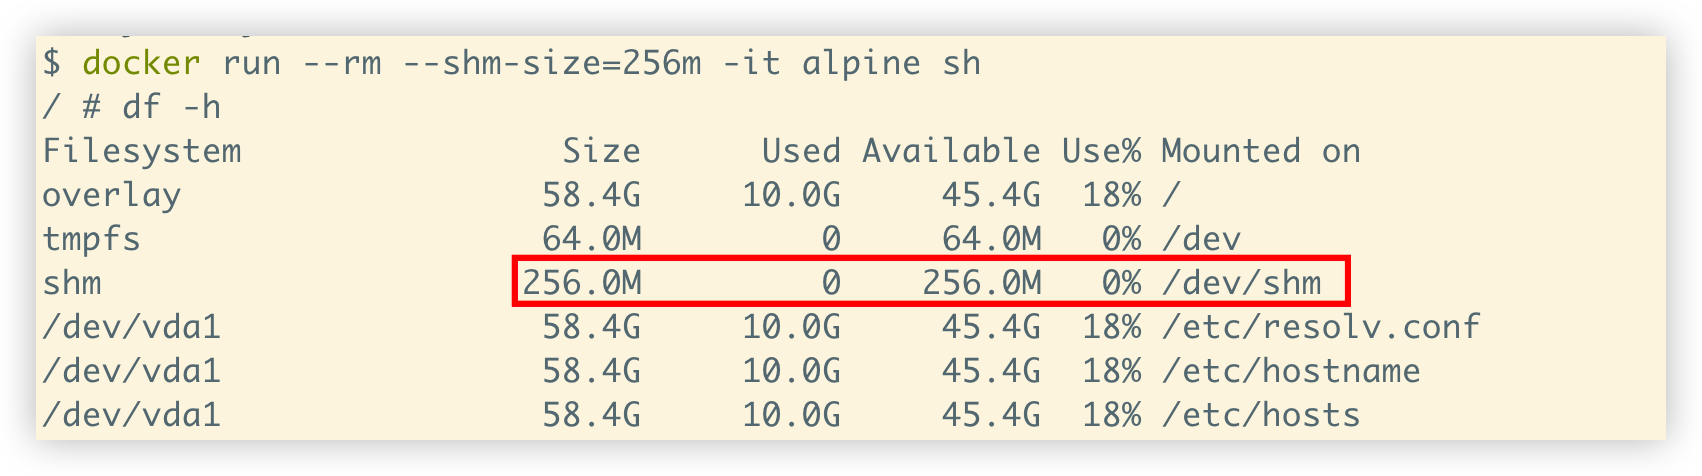 $ docker run --rm --shm-size=256m -it alpine sh
/ # df -h
Filesystem                Size      Used Available Use% Mounted on
overlay                  58.4G     10.0G     45.4G  18% /
tmpfs                    64.0M         0     64.0M   0% /dev
shm                     256.0M         0    256.0M   0% /dev/shm
/dev/vda1                58.4G     10.0G     45.4G  18% /etc/resolv.conf
/dev/vda1                58.4G     10.0G     45.4G  18% /etc/hostname
/dev/vda1                58.4G     10.0G     45.4G  18% /etc/hosts